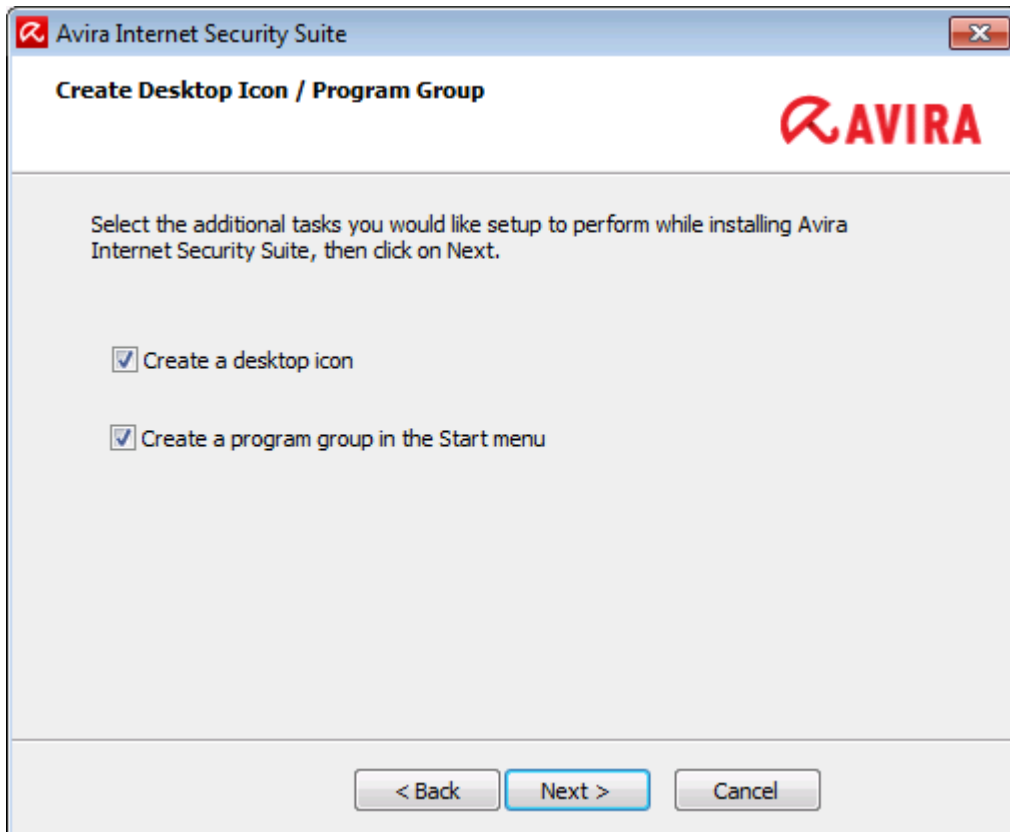 Avira Internet Security Suite
Create Desktop Icon / Program Group
AVIRA
Select the additional tasks you would like setup to perform while installing Avira
Internet Security Suite, then click on Next.
Create a desktop icon
Create a program group in the Start menu
< Back Next > Cancel